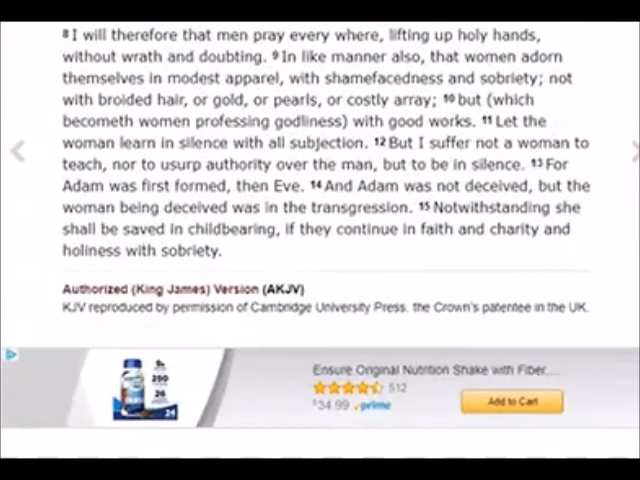 8 I will therefore that men pray every where, lifting up holy hands,
without wrath and doubting. 9 In like manner also, that women adorn
themselves in modest apparel, with shamefacedness and sobriety; not
with broided hair, or gold, or pearls, or costly array; 10 but (which
becometh women professing godliness) with good works. 11 Let the
woman learn in silence with all subjection. 12 But I suffer not a woman to
teach, nor to usurp authority over the man, but to be in silence. 13 For
Adam was first formed, then Eve. 14 And Adam was not deceived, but the
woman being deceived was in the transgression. 15 Notwithstanding she
shall be saved in childbearing, if they continue in faith and charity and
holiness with sobriety.
Authorized (King James) Version (AKJV)
KJV reproduced by permission of Cambridge University Press, the Crown's patentee in the UK.
Ensure Original Nutrition Shake with Fiber,...
512
$34.99 prime
Add to Cart
250
26
24